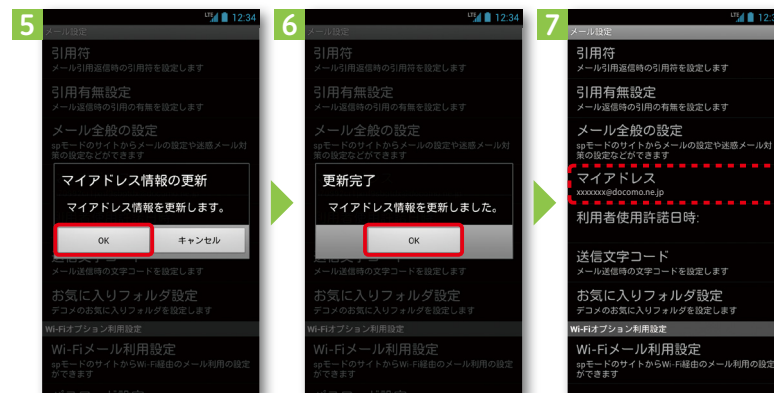 5
LTE 12:34
メール設定
引用符
メール引用返信時の引用符を設定します
引用有無設定
メール返信時の引用の有無を設定します
メール全般の設定
spモードのサイトからメールの設定や迷惑メール対
策の設定などができます
マイアドレス情報の更新
マイアドレス情報を更新します。
OK
キャンセル
送信文字コード
メール送信時の文字コードを設定します
お気に入りフォルダ設定
デコメのお気に入りフォルダを設定します
Wi-Fiオプション利用設定
Wi-Fiメール利用設定
spモードのサイトからWi-Fi経由のメール利用の設定
ができます
6
LTE 12:34
メール設定
引用符
メール引用返信時の引用符を設定します
引用有無設定
メール返信時の引用の有無を設定します
メール全般の設定
spモードのサイトからメールの設定や迷惑メール対
策の設定などができます
更新完了
マイアドレス情報を更新しました。
OK
送信文字コード
メール送信時の文字コードを設定します
お気に入りフォルダ設定
デコメのお気に入りフォルダを設定します
Wi-Fiオプション利用設定
Wi-Fiメール利用設定
spモードのサイトからWi-Fi経由のメール利用の設定
ができます
7
LTE 12:3
メール設定
引用符
メール引用返信時の引用符を設定します
引用有無設定
メール返信時の引用の有無を設定します
メール全般の設定
spモードのサイトからメールの設定や迷惑メール対
策の設定などができます
マイアドレス
xxxxxxx@docomo.ne.jp
利用者使用許諾日時:
送信文字コード
メール送信時の文字コードを設定します
お気に入りフォルダ設定
デコメのお気に入りフォルダを設定します
Wi-Fiオプション利用設定
Wi-Fiメール利用設定
spモードのサイトからWi-Fi経由のメール利用の設定
ができます